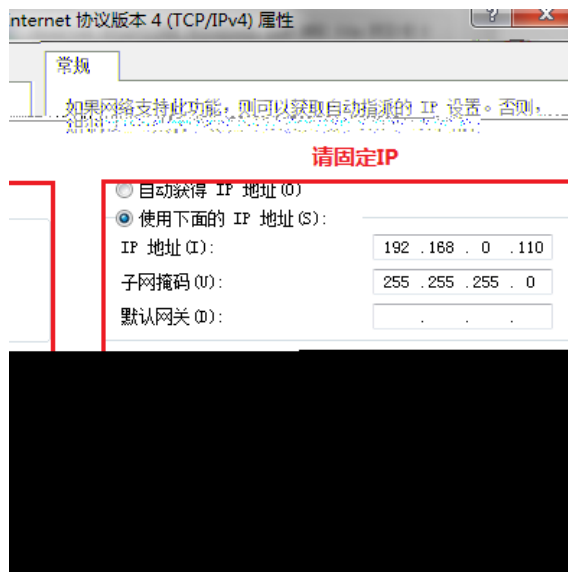 nternet 协议版本 4 (TCP/IPv4) 属性
常规
如果网络支持此功能，则可以获取自动指派的 IP 设置。否则，
请固定IP
自动获得 IP 地址(O)
使用下面的 IP 地址(S):
IP 地址(I): 192 .168 . 0 .110
子网掩码(U): 255 .255 .255 . 0
默认网关(D): . . .